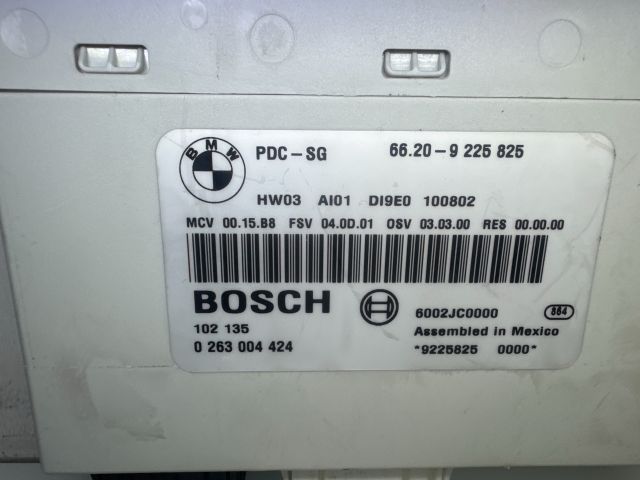 BMW
PDC-SG 66.20-9 225 825
HW03 AI01 DI9E0 100802
MCV 00.15.B8 FSV 04.0D.01 OSV 03.03.00 RES 00.00.00
BOSCH 6002JC0000 884
102 135 Assembled in Mexico
0 263 004 424 *9225825 0000*